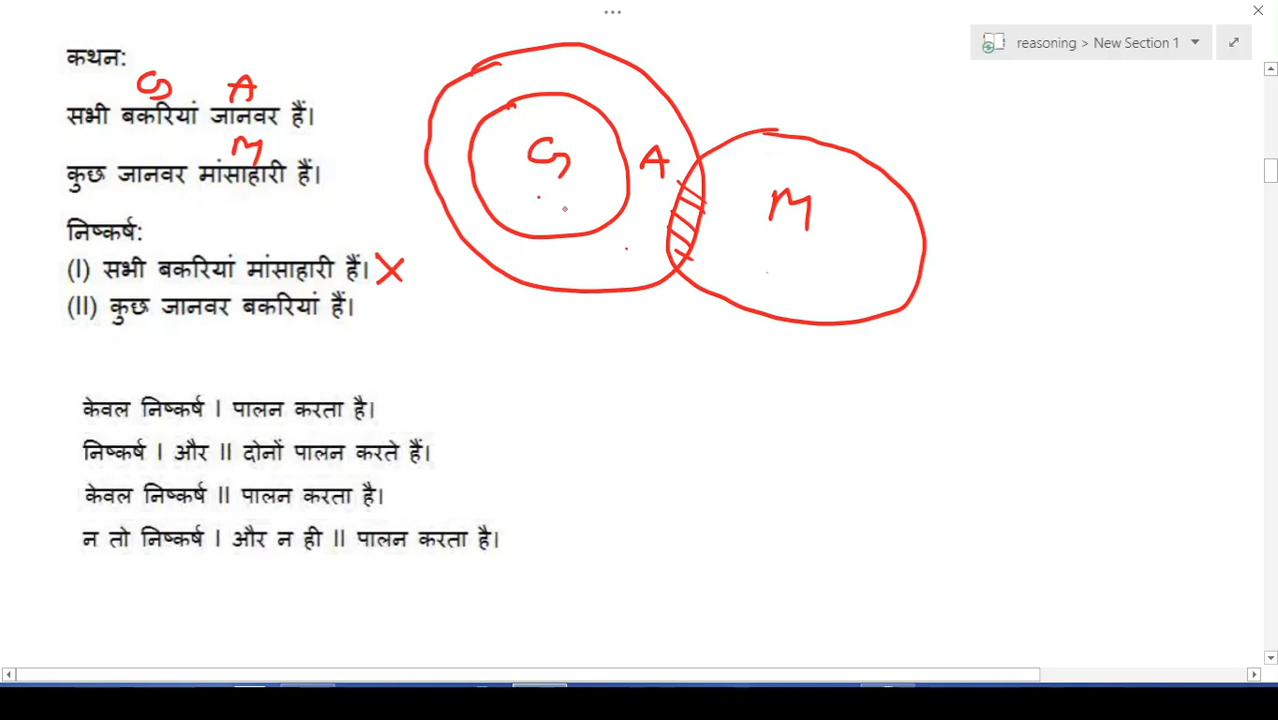 reasoning > New Section 1
कथन:
G A
सभी बकरियां जानवर हैं।
M
कुछ जानवर मांसाहारी हैं।
निष्कर्ष:
(I) सभी बकरियां मांसाहारी हैं। X
(II) कुछ जानवर बकरियां हैं।
G A M
केवल निष्कर्ष I पालन करता है।
निष्कर्ष I और II दोनों पालन करते हैं।
केवल निष्कर्ष II पालन करता है।
न तो निष्कर्ष I और न ही II पालन करता है।